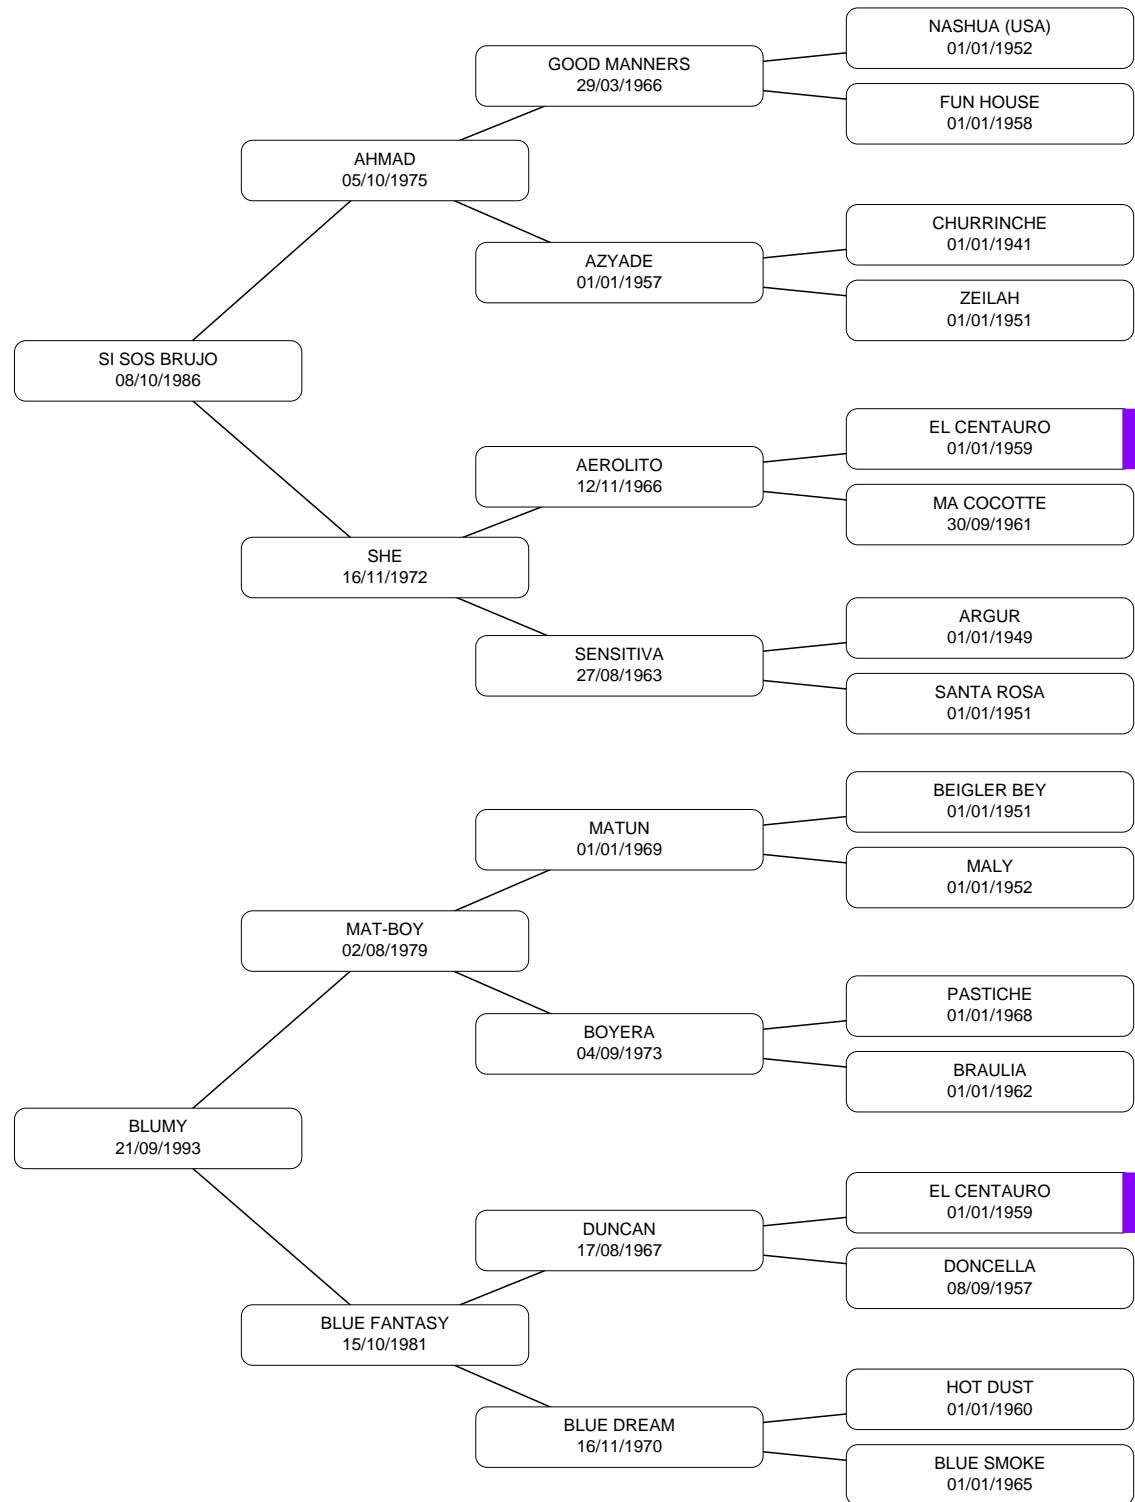 NASHUA (USA)
01/01/1952
GOOD MANNERS
29/03/1966
FUN HOUSE
01/01/1958
AHMAD
05/10/1975
CHURRINCHE
01/01/1941
AZYADE
01/01/1957
ZEILAH
01/01/1951
SI SOS BRUJO
08/10/1986
EL CENTAURO
01/01/1959
AEROLITO
12/11/1966
MA COCOTTE
30/09/1961
SHE
16/11/1972
ARGUR
01/01/1949
SENSITIVA
27/08/1963
SANTA ROSA
01/01/1951
BEIGLER BEY
01/01/1951
MATUN
01/01/1969
MALY
01/01/1952
MAT-BOY
02/08/1979
PASTICHE
01/01/1968
BOYERA
04/09/1973
BRAULIA
01/01/1962
BLUMY
21/09/1993
EL CENTAURO
01/01/1959
DUNCAN
17/08/1967
DONCELLA
08/09/1957
BLUE FANTASY
15/10/1981
HOT DUST
01/01/1960
BLUE DREAM
16/11/1970
BLUE SMOKE
01/01/1965